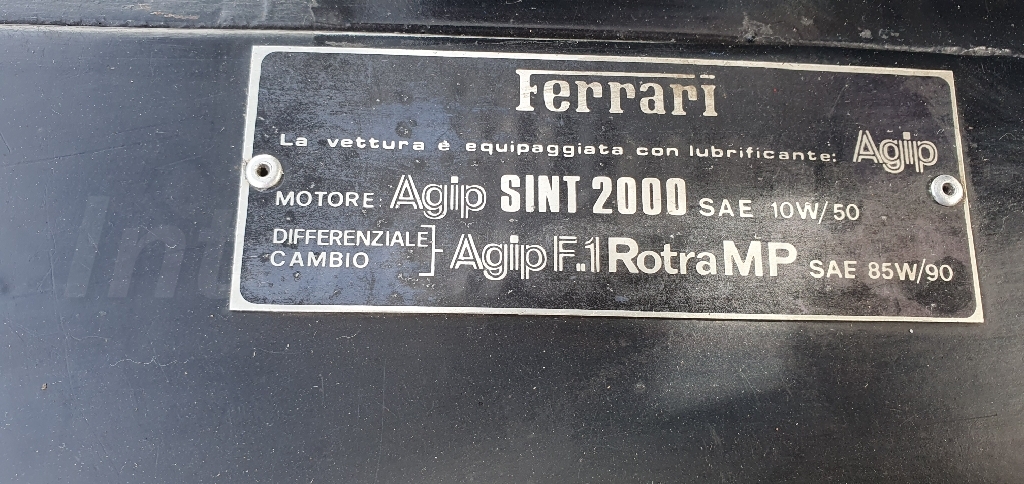 Ferrari
La vettura è equipaggiata con lubrificante: Agip
MOTORE Agip SINT 2000 SAE 10W/50
DIFFERENZIALE
CAMBIO
Agip F.1 Rotra MP SAE 85W/90